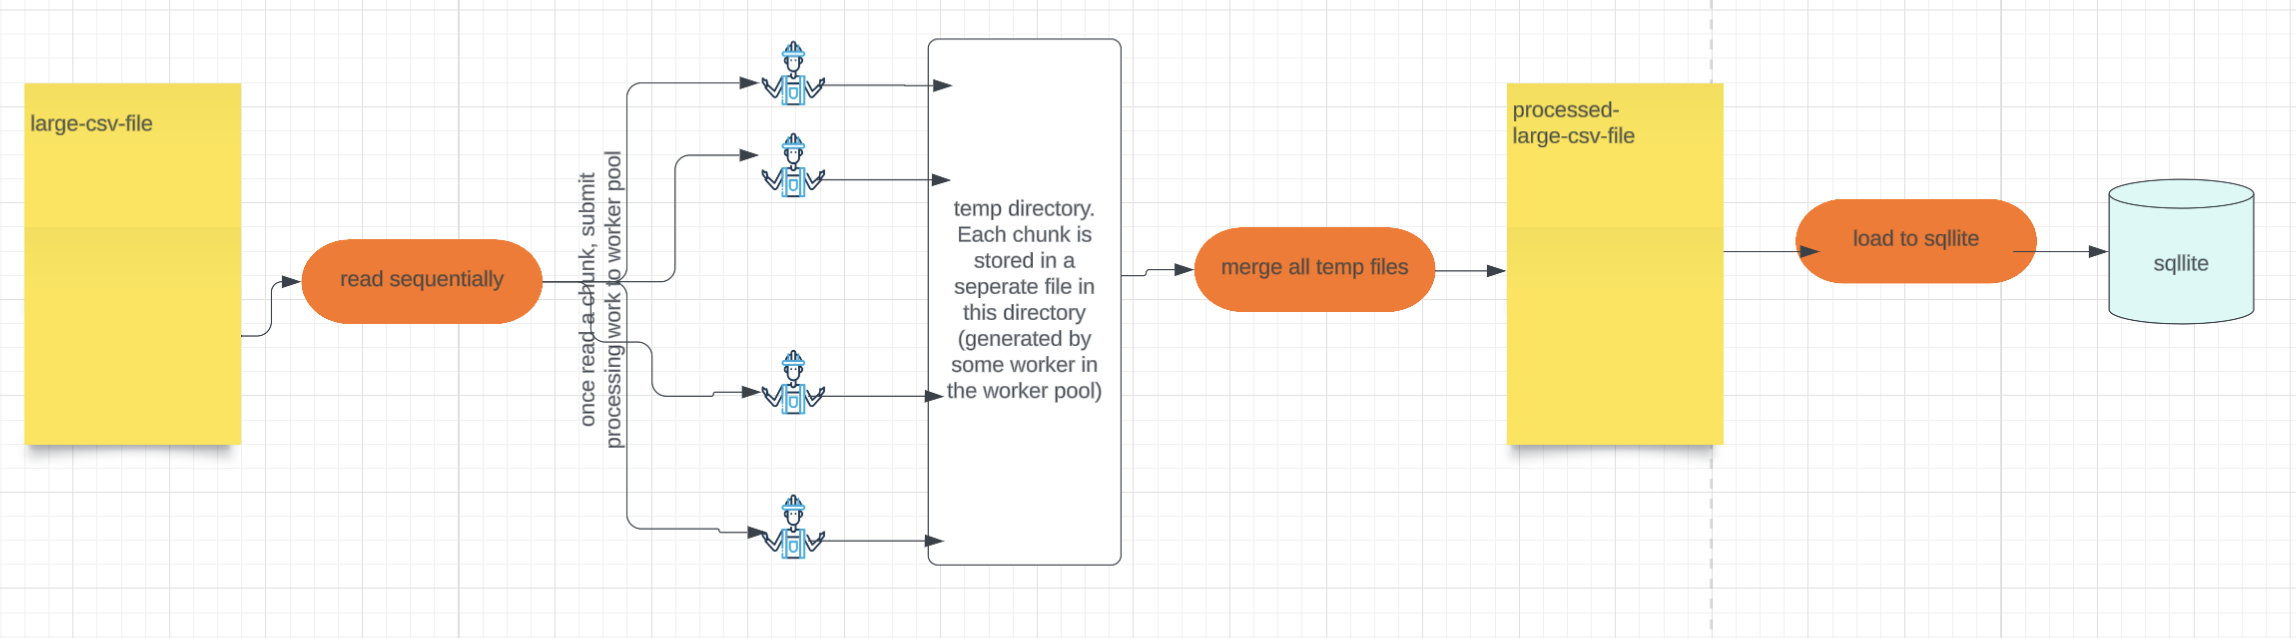 large-csv-file
read sequentially
once read a chunk, submit
processing work to worker pool
temp directory.
Each chunk is
stored in a
seperate file in
this directory
(generated by
some worker in
the worker pool)
merge all temp files
processed-
large-csv-file
load to sqllite
sqllite